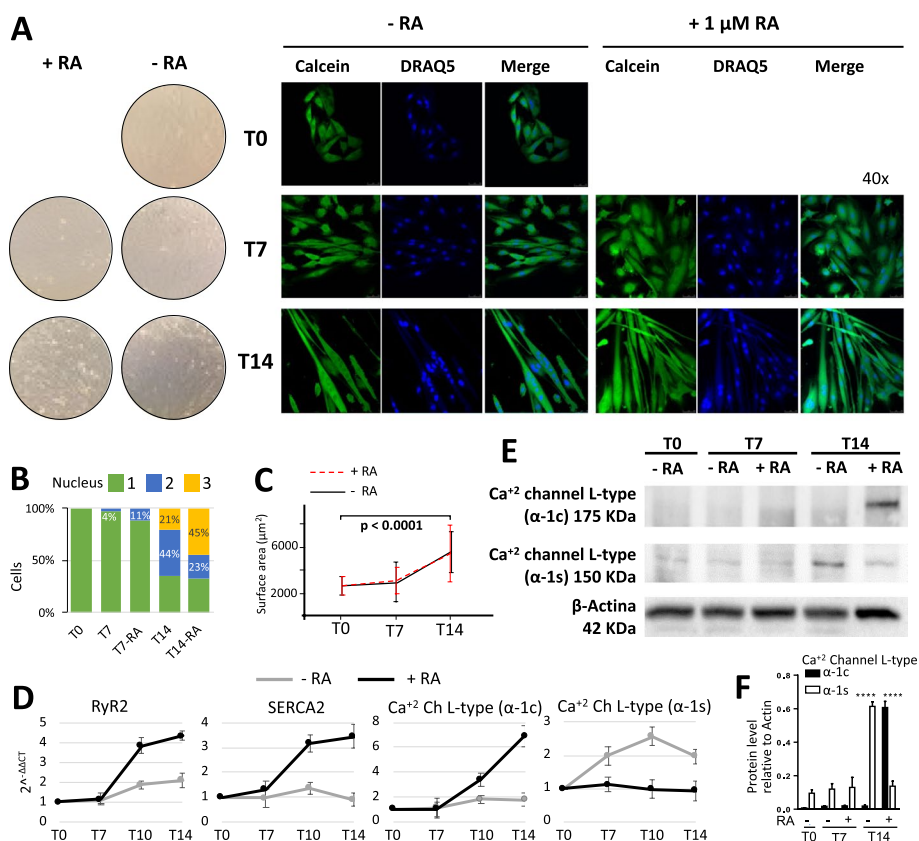 A
+ RA
- RA
- RA
+ 1 µM RA
Calcein
DRAQ5
Merge
Calcein
DRAQ5
Merge
T0
40x
T7
T14
B
Nucleus 1 2 3
100%
50%
0%
Cells
4%
11%
21%
44%
45%
23%
T0
T7
T7-RA
T14
T14-RA
C
+ RA
- RA
p < 0.0001
Surface area (µm²)
6000
2000
T0
T7
T14
E
T0
T7
T14
- RA
- RA
+ RA
- RA
+ RA
Ca⁺² channel L-type
(α-1c) 175 KDa
Ca⁺² channel L-type
(α-1s) 150 KDa
β-Actina
42 KDa
D
- RA
+ RA
2^-ΔΔCT
RyR2
5
4
3
2
1
0
T0 T7 T10 T14
SERCA2
4
3
2
1
0
T0 T7 T10 T14
Ca⁺² Ch L-type (α-1c)
8
6
4
2
0
T0 T7 T10 T14
Ca⁺² Ch L-type (α-1s)
3
2
1
0
T0 T7 T10 T14
F
Ca⁺² Channel L-type
α-1c
α-1s
Protein level
relative to Actin
0.8
0.6
0.4
0.2
0.0
**** ****
RA - - + - +
T0 T7 T14